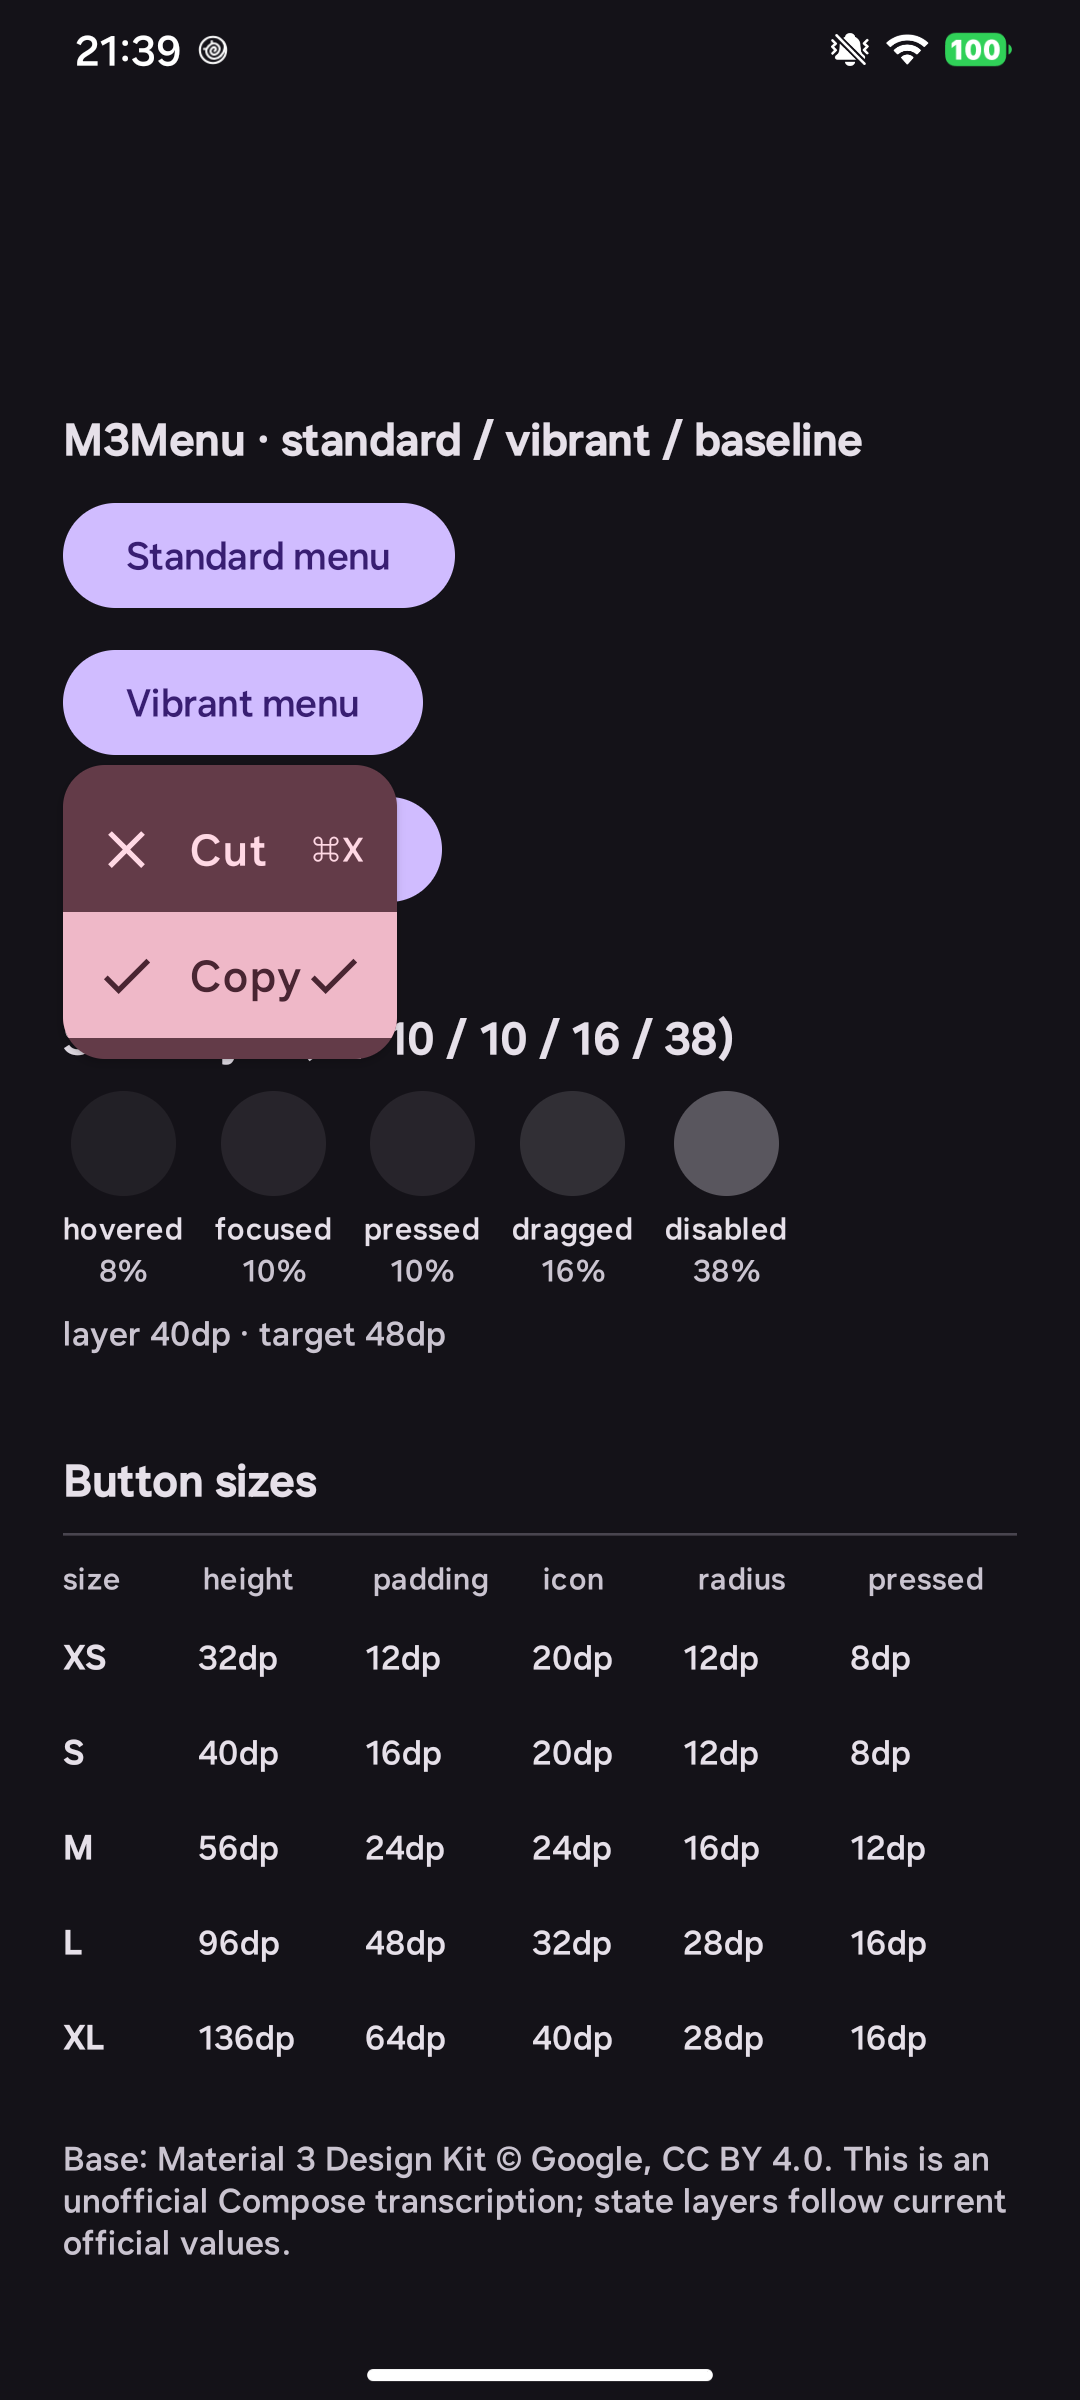 21:39
100
M3Menu · standard / vibrant / baseline
Standard menu
Vibrant menu
Cut ⌘X
Copy
10 / 10 / 16 / 38)
hovered focused pressed dragged disabled
8% 10% 10% 16% 38%
layer 40dp · target 48dp
Button sizes
size height padding icon radius pressed
XS 32dp 12dp 20dp 12dp 8dp
S 40dp 16dp 20dp 12dp 8dp
M 56dp 24dp 24dp 16dp 12dp
L 96dp 48dp 32dp 28dp 16dp
XL 136dp 64dp 40dp 28dp 16dp
Base: Material 3 Design Kit © Google, CC BY 4.0. This is an
unofficial Compose transcription; state layers follow current
official values.